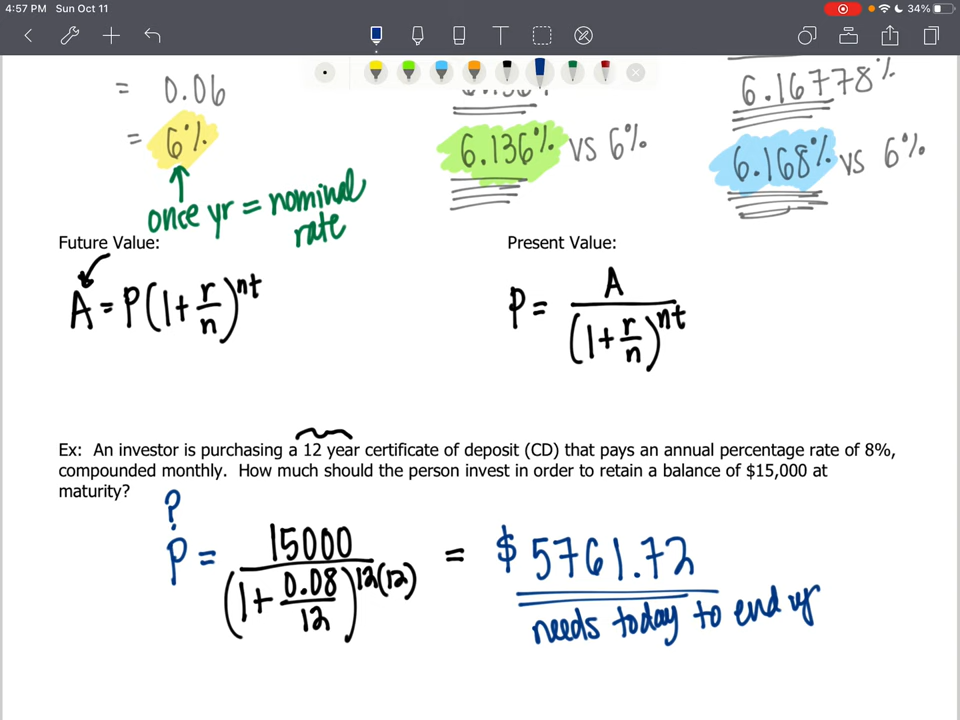 4:57 PM Sun Oct 11
34%
T
= 0.06
= 6%
once yr = nominal
rate
6.136% vs 6%
6.16778%
6.168% vs 6%
Future Value:
A = P(1+ r/n)^nt
Present Value:
P = A/(1+ r/n)^nt
Ex: An investor is purchasing a 12 year certificate of deposit (CD) that pays an annual percentage rate of 8%,
compounded monthly. How much should the person invest in order to retain a balance of $15,000 at
maturity?
?
P = 15000/(1+ 0.08/12)^12(12) = $5761.72
needs today to end up